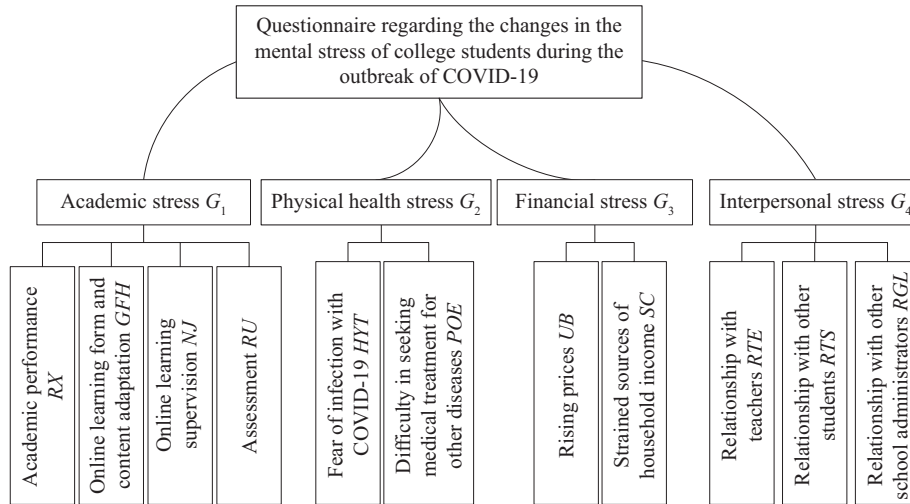 Questionnaire regarding the changes in the
mental stress of college students during the
outbreak of COVID-19
Academic stress G1
Physical health stress G2
Financial stress G3
Interpersonal stress G4
Academic performance
RX
Online learning form and
content adaptation GFH
Online learning
supervision NJ
Assessment RU
Fear of infection with
COVID-19 HYT
Difficulty in seeking
medical treatment for
other diseases POE
Rising prices UB
Strained sources of
household income SC
Relationship with
teachers RTE
Relationship with other
students RTS
Relationship with other
school administrators RGL